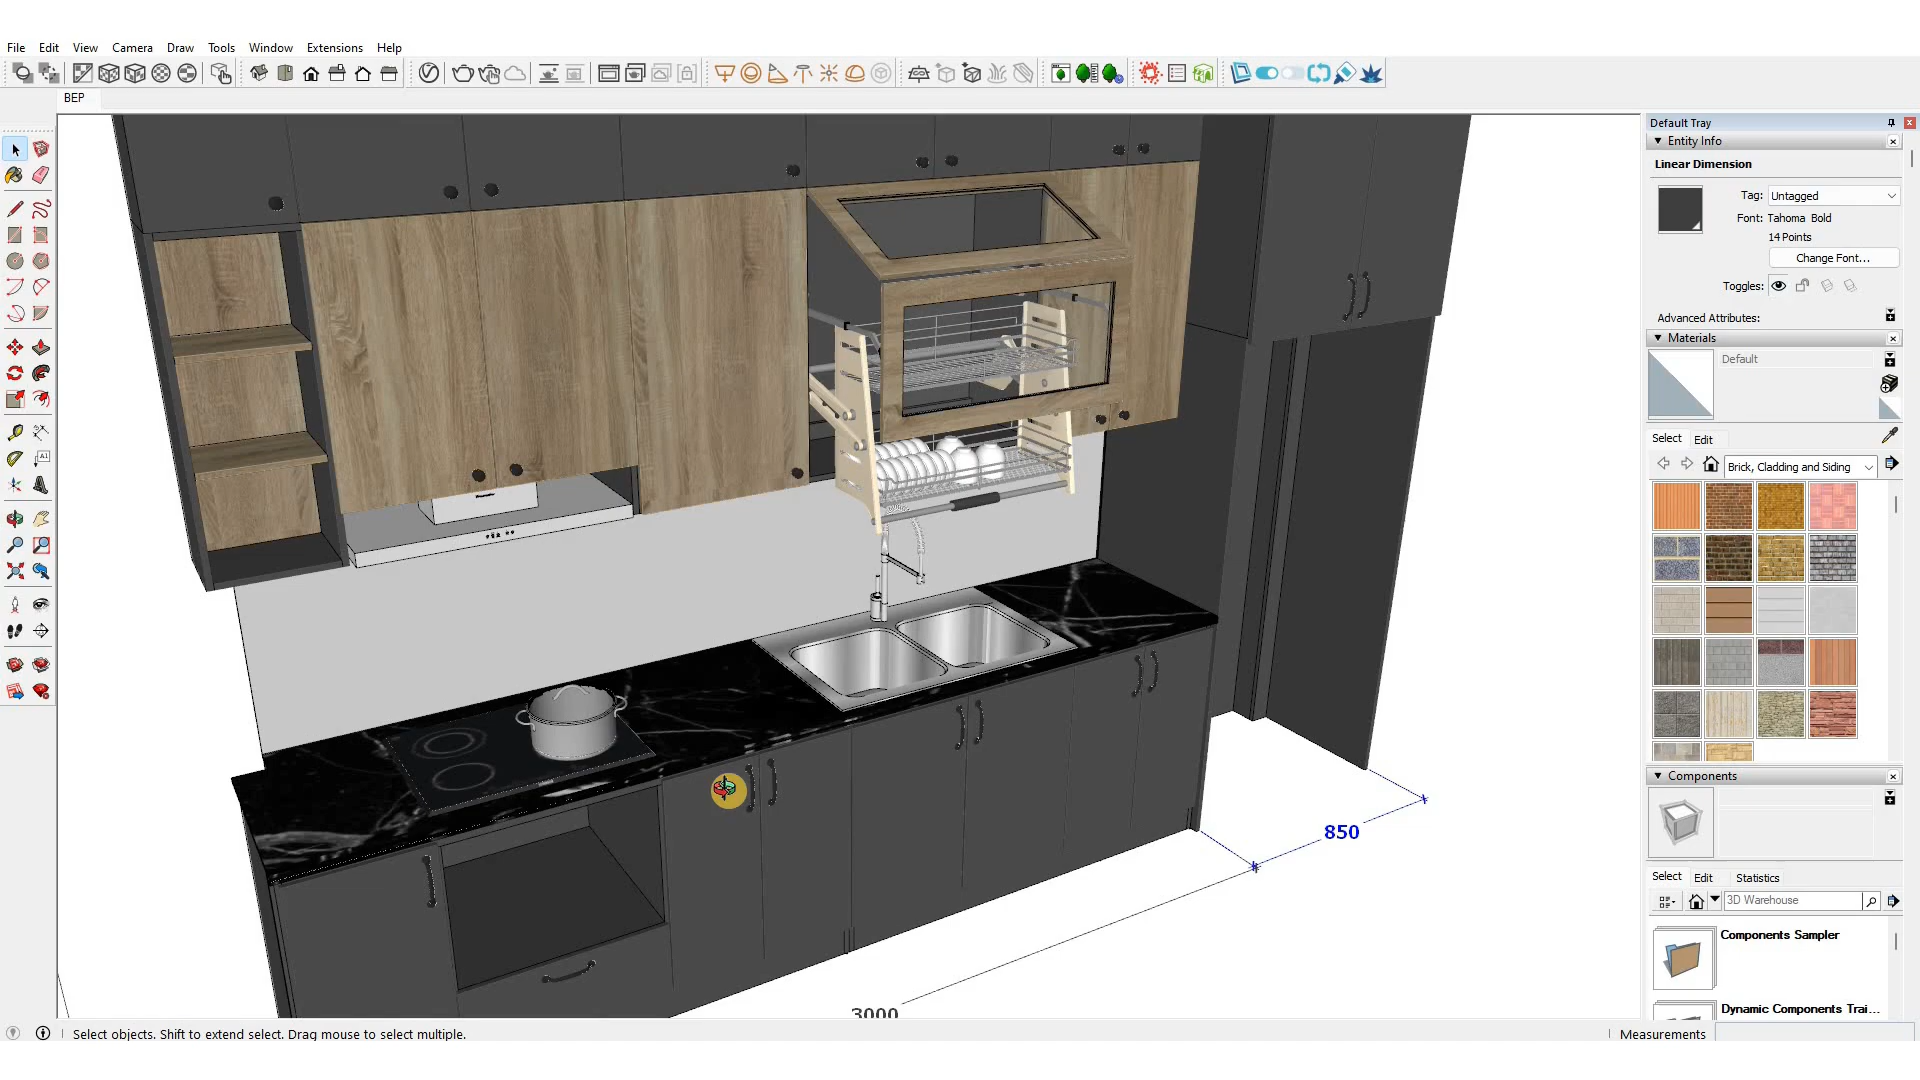 File Edit View Camera Draw Tools Window Extensions Help
BEP
Default Tray
Entity Info
Linear Dimension
Tag: Untagged
Font: Tahoma Bold
14 Points
Change Font...
Toggles:
Advanced Attributes:
Materials
Default
Select Edit
Brick, Cladding and Siding
Components
Select Edit Statistics
3D Warehouse
Components Sampler
Dynamic Components Trai...
850
3000
A1
Select objects. Shift to extend select. Drag mouse to select multiple.
Measurements